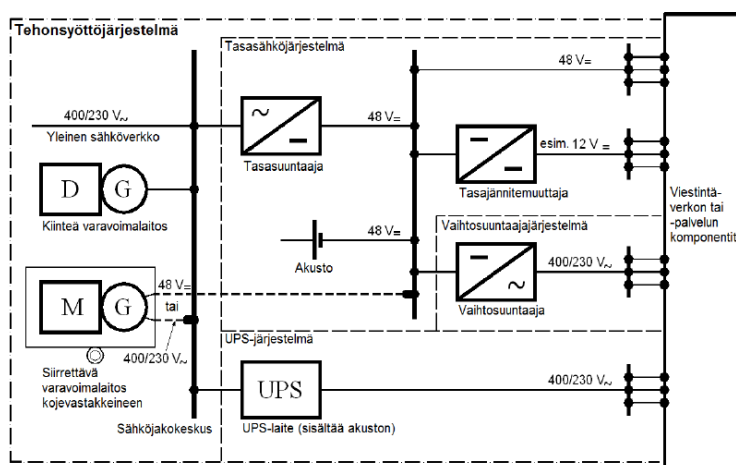 Tehonsyöttöjärjestelmä
Tasasähköjärjestelmä
48 V=
400/230 V~
Yleinen sähköverkko
~
Tasasuuntaaja
48 V=
esim. 12 V =
Tasajännitemuuttaja
D
G
Kiinteä varavoimalaitos
Viestintä-
verkon tai
-palvelun
komponentit
48 V=
Akusto
Vaihtosuuntaajajärjestelmä
400/230 V~
~
Vaihtosuuntaaja
M
G
48 V=
tai
400/230 V~
Siirrettävä
varavoimalaitos
kojevastakkeineen
Sähköjakokeskus
UPS-järjestelmä
UPS
400/230 V~
UPS-laite (sisältää akuston)